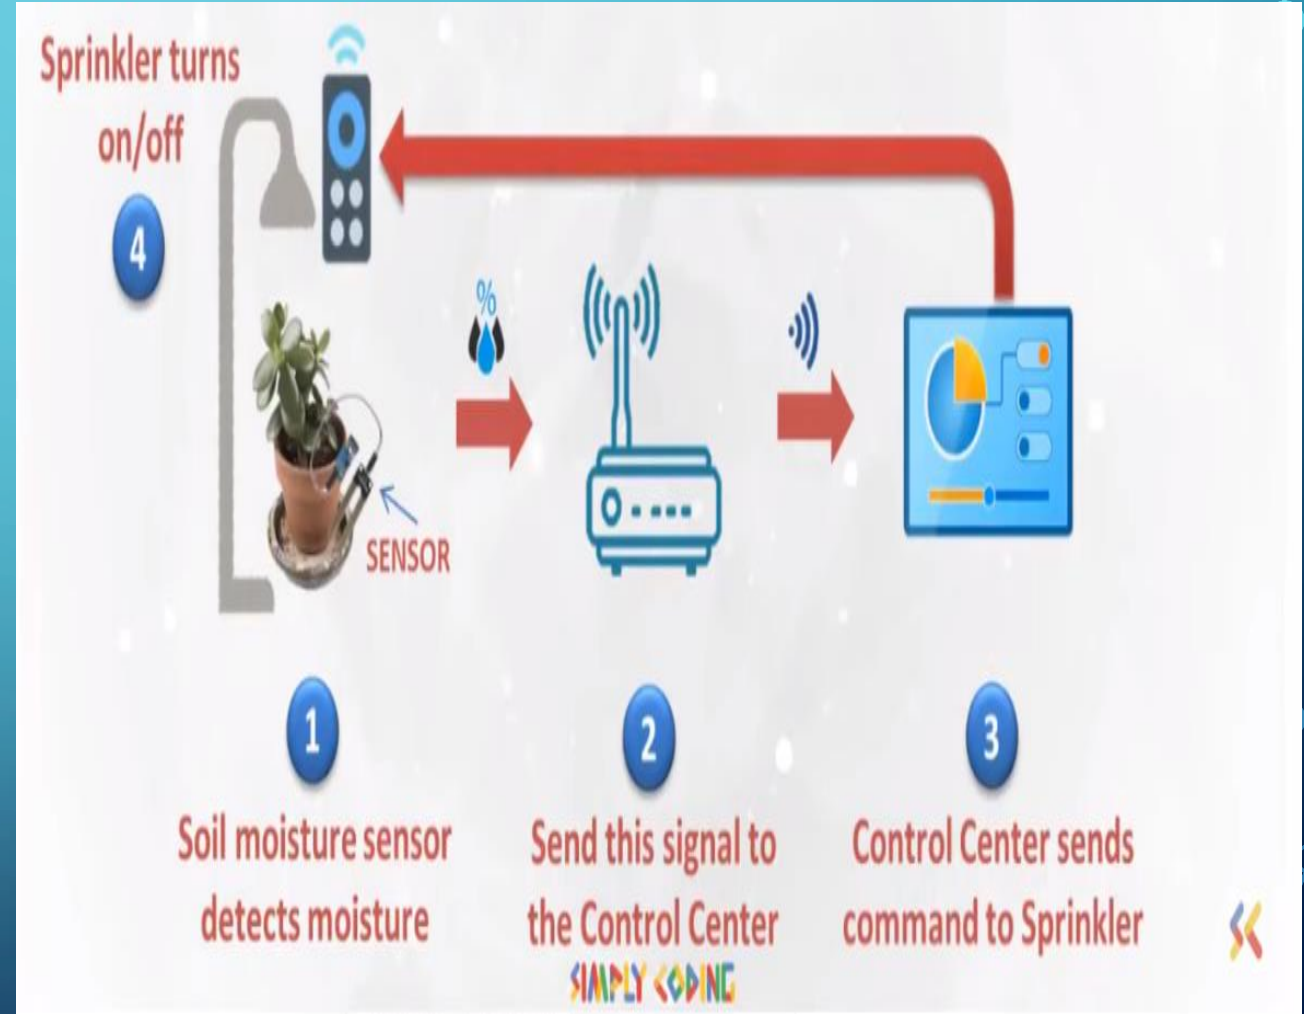 Sprinkler turns
on/off
4
%
SENSOR
1
2
3
Soil moisture sensor
detects moisture
Send this signal to
the Control Center
Control Center sends
command to Sprinkler
SIMPLY CODING